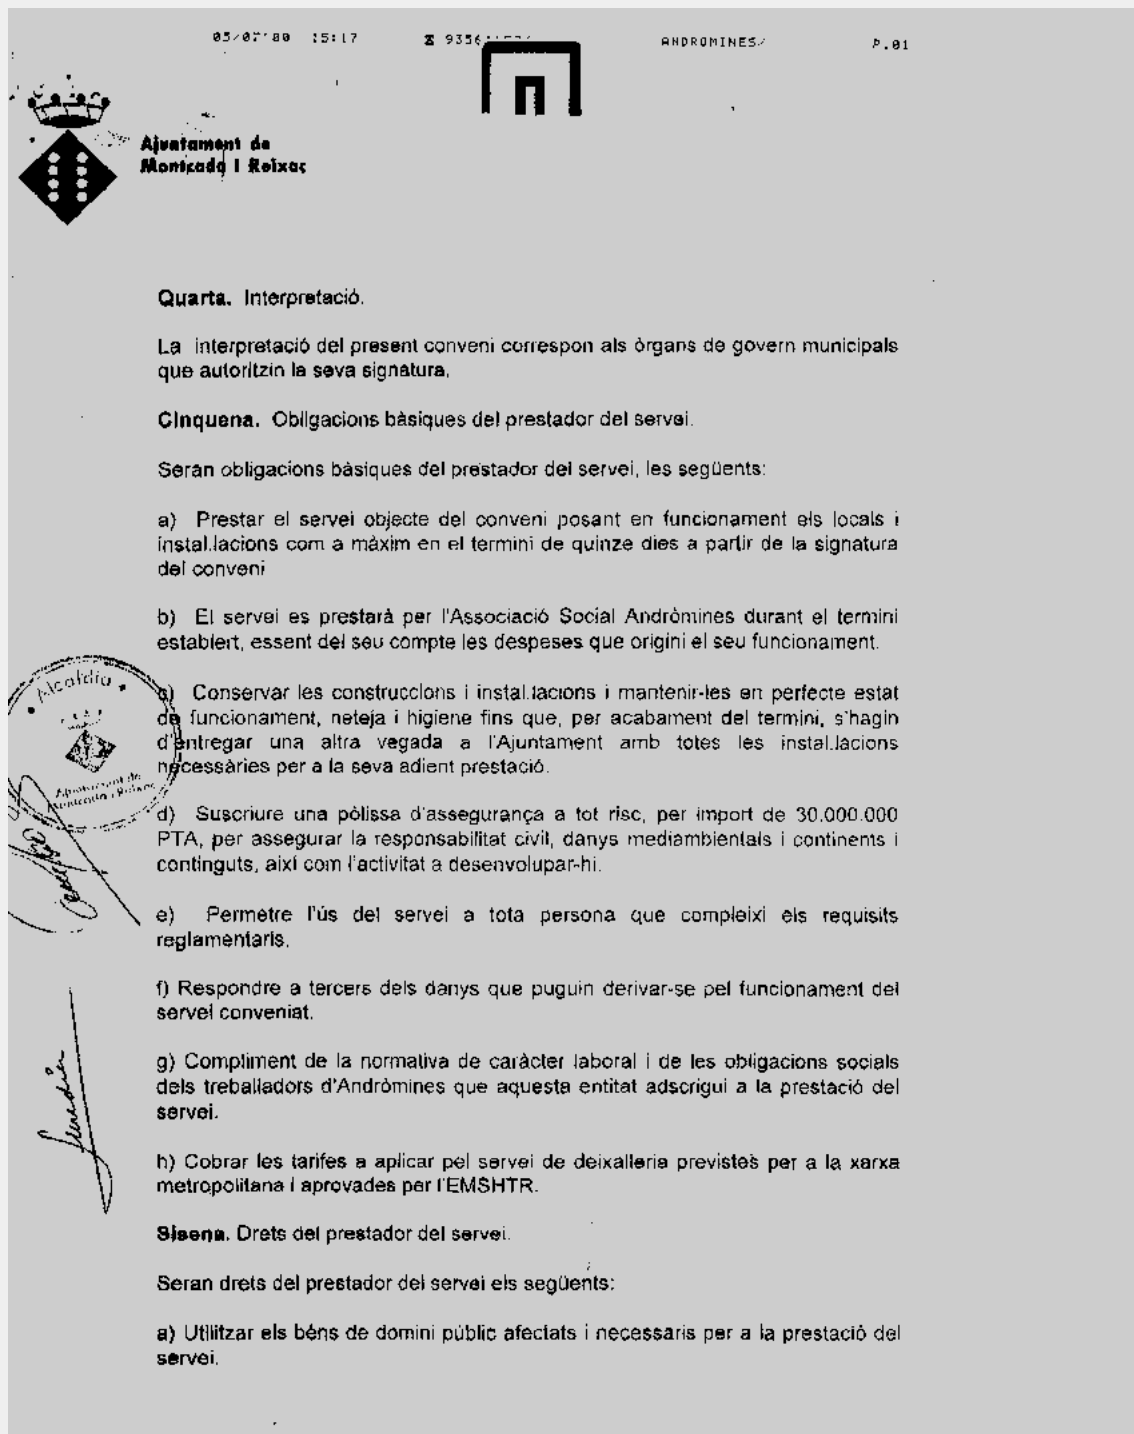 15:17
ANDROMINES/
P.01
Ajuntament de
Montcada i Reixac
Quarta. Interpretació.
La interpretació del present conveni correspon als òrgans de govern municipals
que autoritzin la seva signatura.
Cinquena. Obligacions bàsiques del prestador del servei.
Seran obligacions bàsiques del prestador del servei, les següents:
a) Prestar el servei objecte del conveni posant en funcionament els locals i
instal.lacions com a màxim en el termini de quinze dies a partir de la signatura
del conveni
b) El servei es prestarà per l'Associació Social Andròmines durant el termini
establert, essent del seu compte les despeses que origini el seu funcionament.
Alcaldia
Ajuntament de
Montcada i Reixac
c) Conservar les construccions i instal.lacions i mantenir-les en perfecte estat
de funcionament, neteja i higiene fins que, per acabament del termini, s'hagin
d'entregar una altra vegada a l'Ajuntament amb totes les instal.lacions
necessàries per a la seva adient prestació.
d) Suscriure una pòlissa d'assegurança a tot risc, per import de 30.000.000
PTA, per assegurar la responsabilitat civil, danys mediambientals i continents i
continguts, així com l'activitat a desenvolupar-hi.
e) Permetre l'ús del servei a tota persona que compleixi els requisits
reglamentaris.
f) Respondre a tercers dels danys que puguin derivar-se pel funcionament del
servei conveniat.
g) Compliment de la normativa de caràcter laboral i de les obligacions socials
dels treballadors d'Andròmines que aquesta entitat adscrigui a la prestació del
servei.
h) Cobrar les tarifes a aplicar pel servei de deixalleria previstes per a la xarxa
metropolitana i aprovades per l'EMSHTR.
Sisena. Drets del prestador del servei.
Seran drets del prestador del servei els següents:
a) Utilitzar els béns de domini públic afectats i necessaris per a la prestació del
servei.